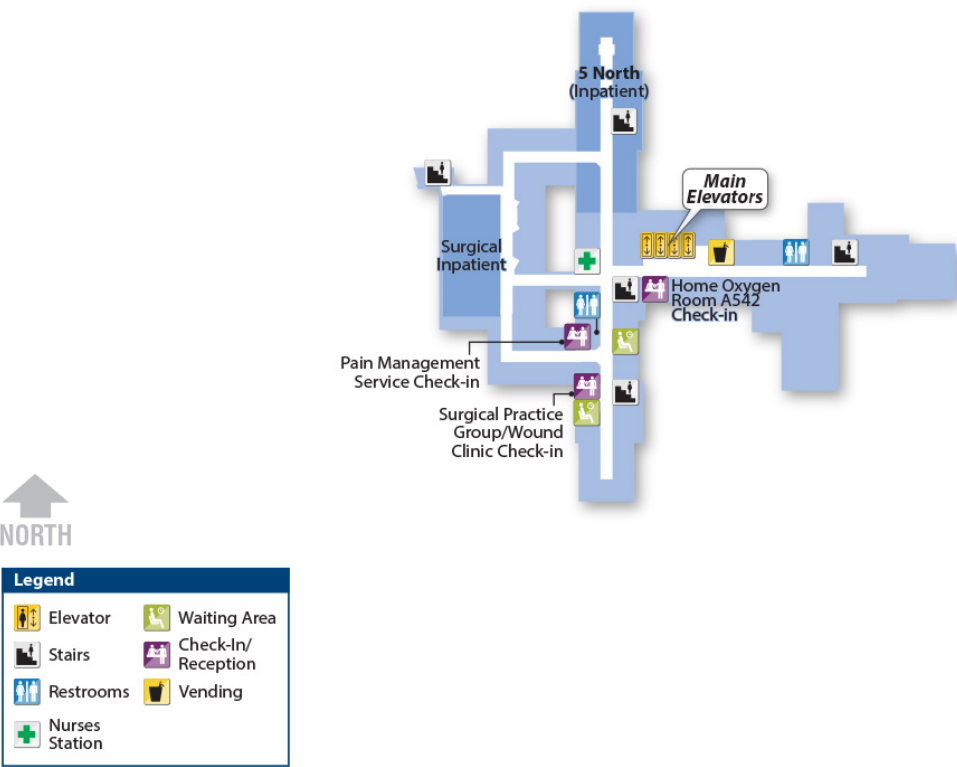 5 North
(Inpatient)
Main
Elevators
Surgical
Inpatient
Home Oxygen
Room A542
Check-in
Pain Management
Service Check-in
Surgical Practice
Group/Wound
Clinic Check-in
NORTH
Legend
Elevator
Waiting Area
Stairs
Check-In/
Reception
Restrooms
Vending
Nurses
Station